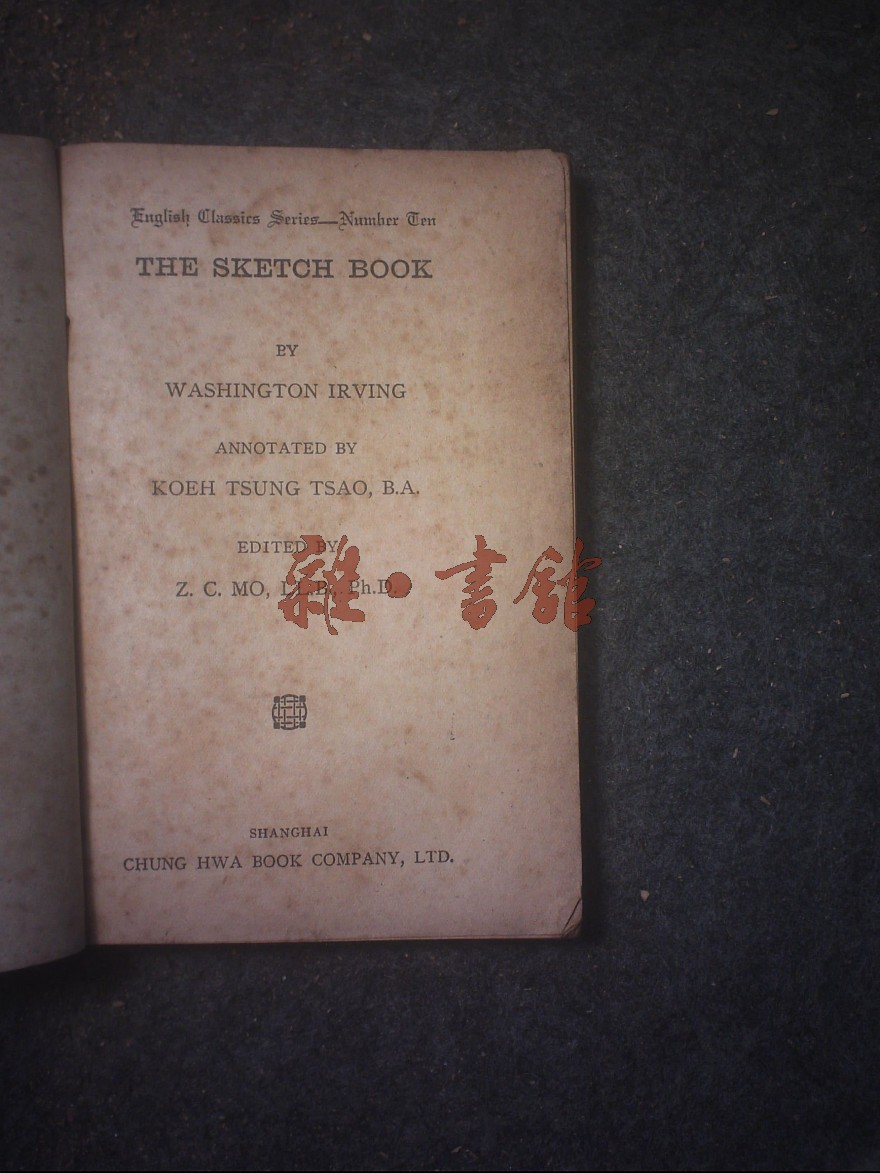 English Classics Series—Number Ten
THE SKETCH BOOK
BY
WASHINGTON IRVING
ANNOTATED BY
KOEH TSUNG TSAO, B.A.
EDITED BY
Z. C. MO, LL.B., Ph.D.
雜·書館
SHANGHAI
CHUNG HWA BOOK COMPANY, LTD.